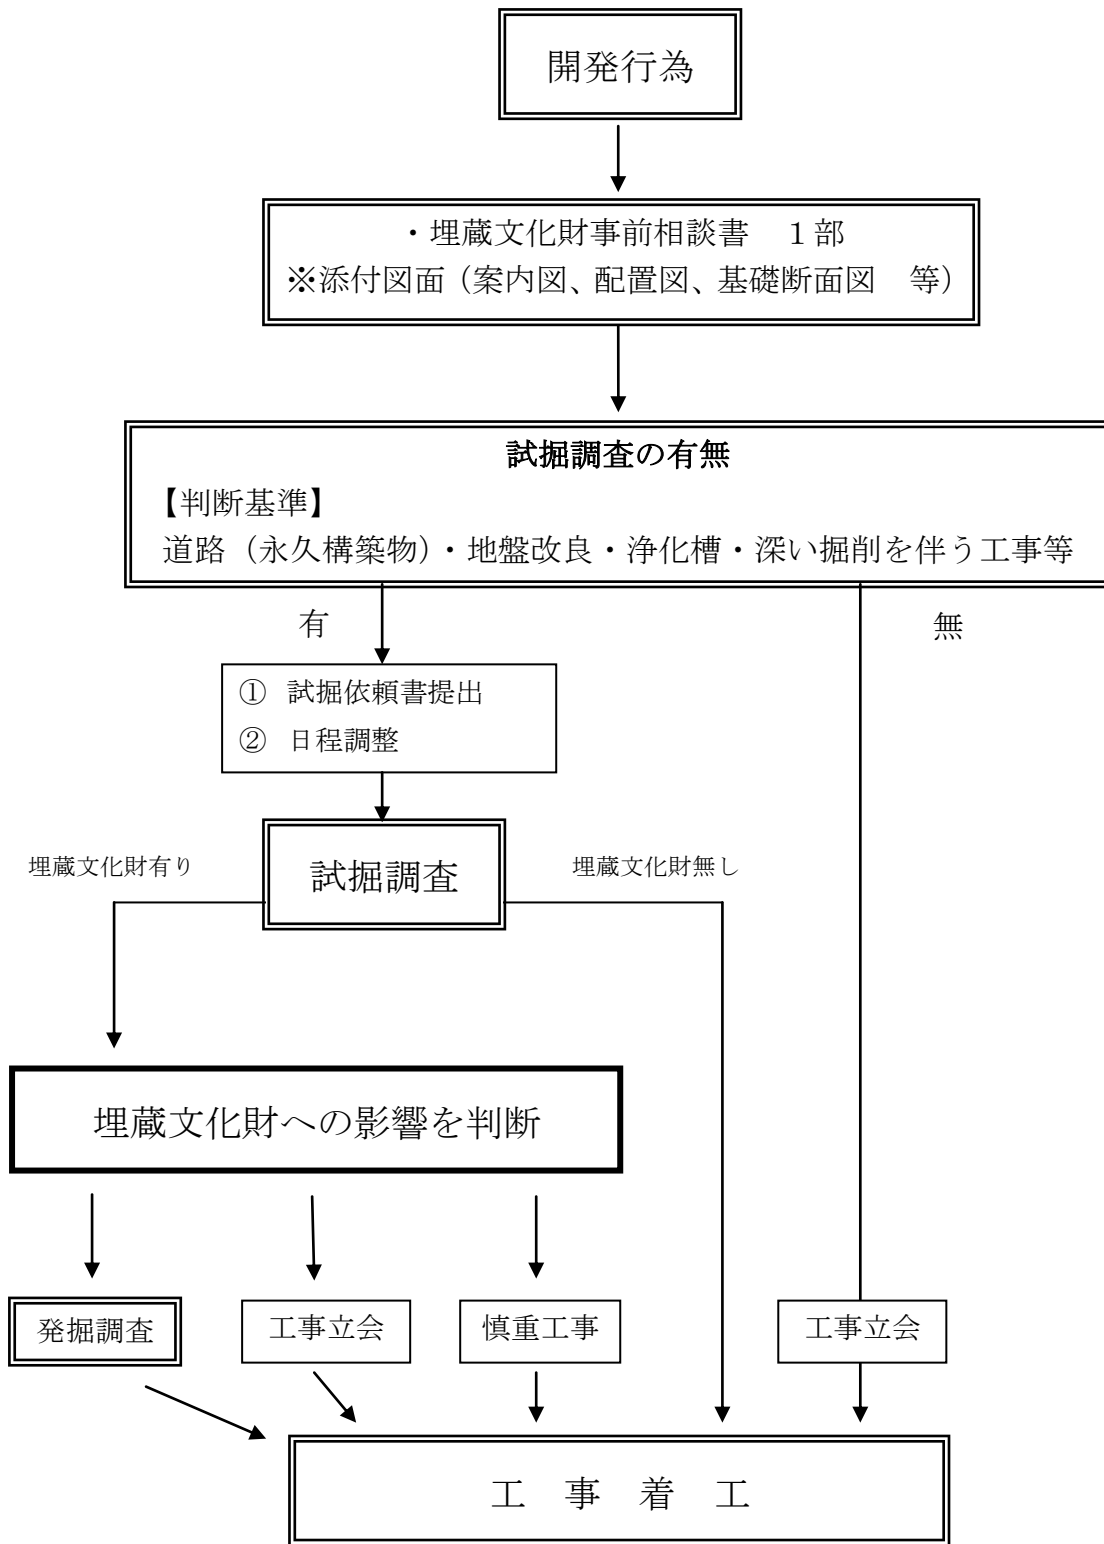 開発行為
・埋蔵文化財事前相談書　１部
※添付図面（案内図、配置図、基礎断面図　等）
試掘調査の有無
【判断基準】
道路（永久構築物）・地盤改良・浄化槽・深い掘削を伴う工事等
有
無
①　試掘依頼書提出
②　日程調整
埋蔵文化財有り
試掘調査
埋蔵文化財無し
埋蔵文化財への影響を判断
発掘調査
工事立会
慎重工事
工事立会
工　事　着　工